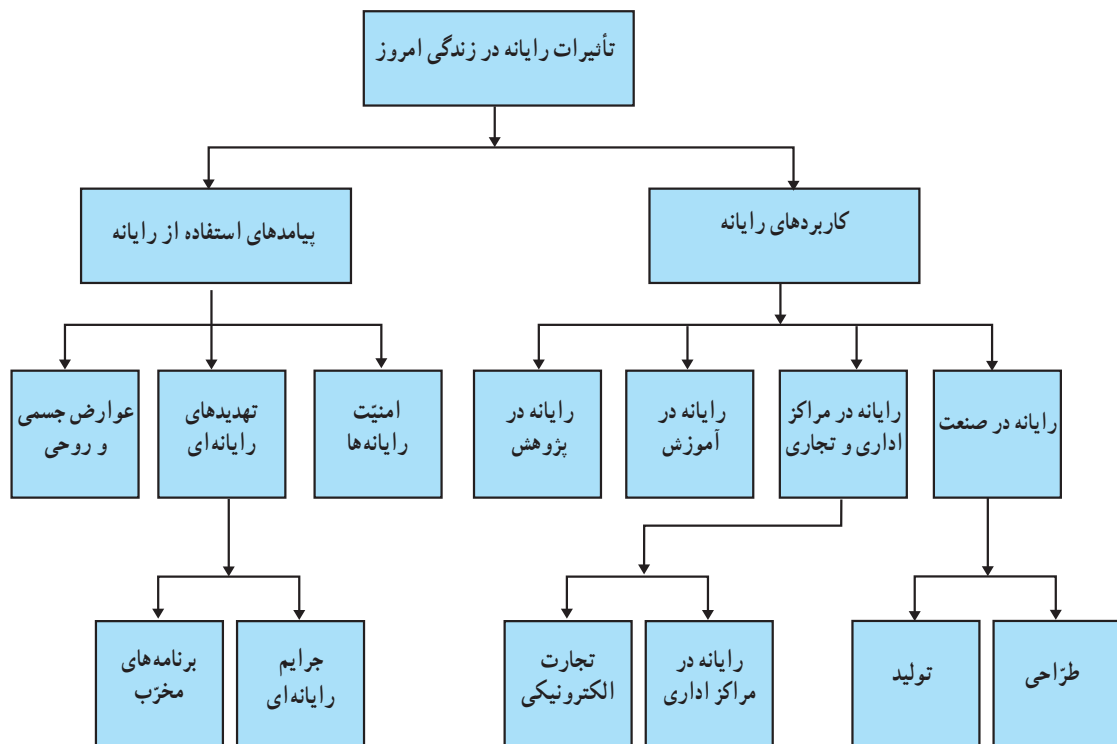 تأثیرات رایانه در زندگی امروز
کاربردهای رایانه
پیامدهای استفاده از رایانه
رایانه در صنعت
رایانه در مراکز
اداری و تجاری
رایانه در
آموزش
رایانه در
پژوهش
امنیّت
رایانه‌ها
تهدیدهای
رایانه‌ای
عوارض جسمی
و روحی
طرّاحی
تولید
رایانه در
مراکز اداری
تجارت
الکترونیکی
جرایم
رایانه‌ای
برنامه‌های
مخرّب